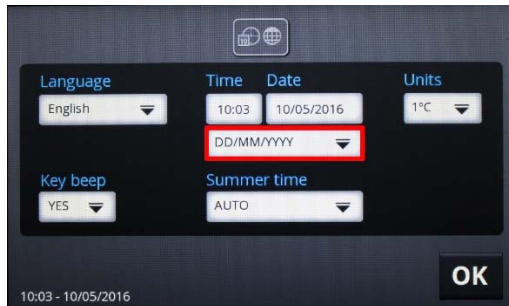 10
Language Time Date Units
English 10:03 10/05/2016 1°C
DD/MM/YYYY
Key beep Summer time
YES AUTO
OK
10:03 - 10/05/2016